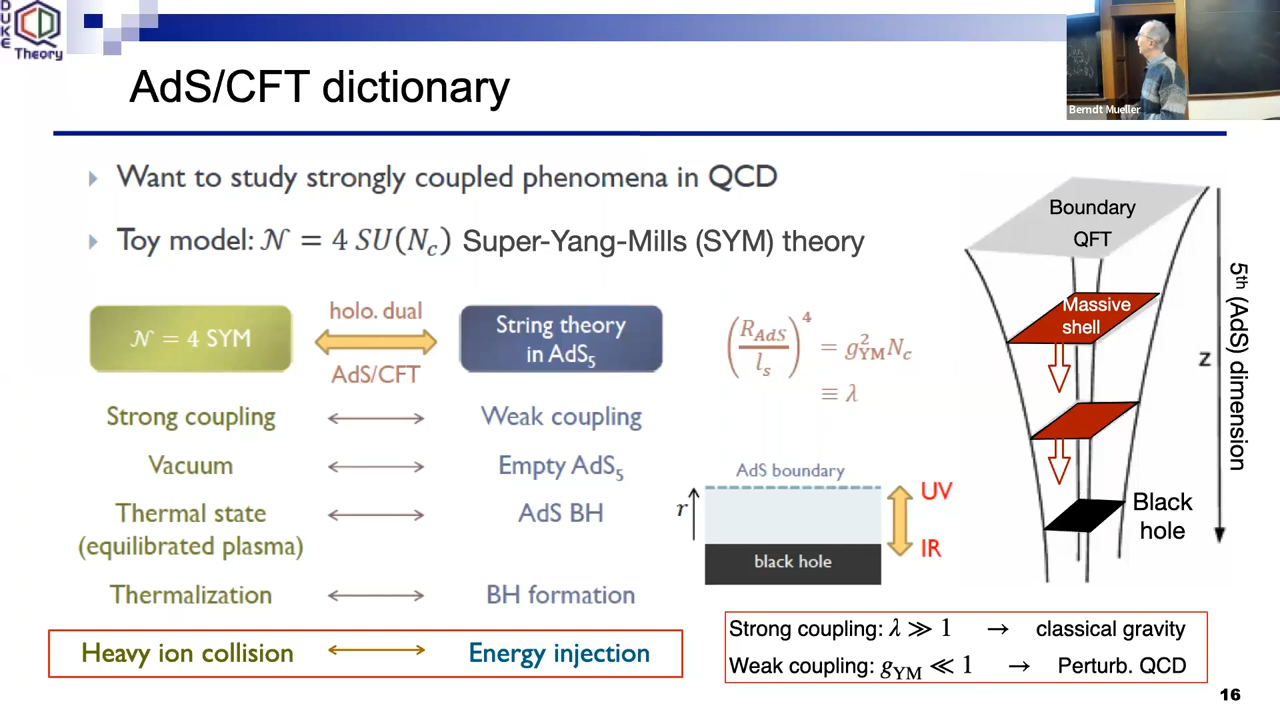 DUKE
QCD
Theory
Berndt Mueller
AdS/CFT dictionary
Want to study strongly coupled phenomena in QCD
Toy model: 𝒩 = 4 SU(N_c) Super-Yang-Mills (SYM) theory
𝒩 = 4 SYM
holo. dual
AdS/CFT
String theory
in AdS₅
Strong coupling ⟷ Weak coupling
Vacuum ⟷ Empty AdS₅
Thermal state ⟷ AdS BH
(equilibrated plasma)
Thermalization ⟷ BH formation
Heavy ion collision ⟷ Energy injection
(R_AdS / l_s)⁴ = g²_YM N_c
≡ λ
AdS boundary
r
black hole
UV
IR
Boundary
QFT
Massive
shell
Black
hole
z
5th (AdS) dimension
Strong coupling: λ ≫ 1 → classical gravity
Weak coupling: g_YM ≪ 1 → Perturb. QCD
16